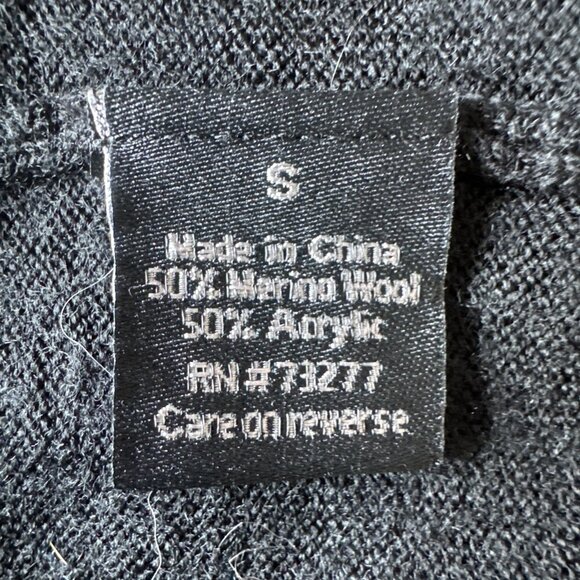 S
Made in China
50% Merino Wool
50% Acrylic
RN#73277
Care on reverse